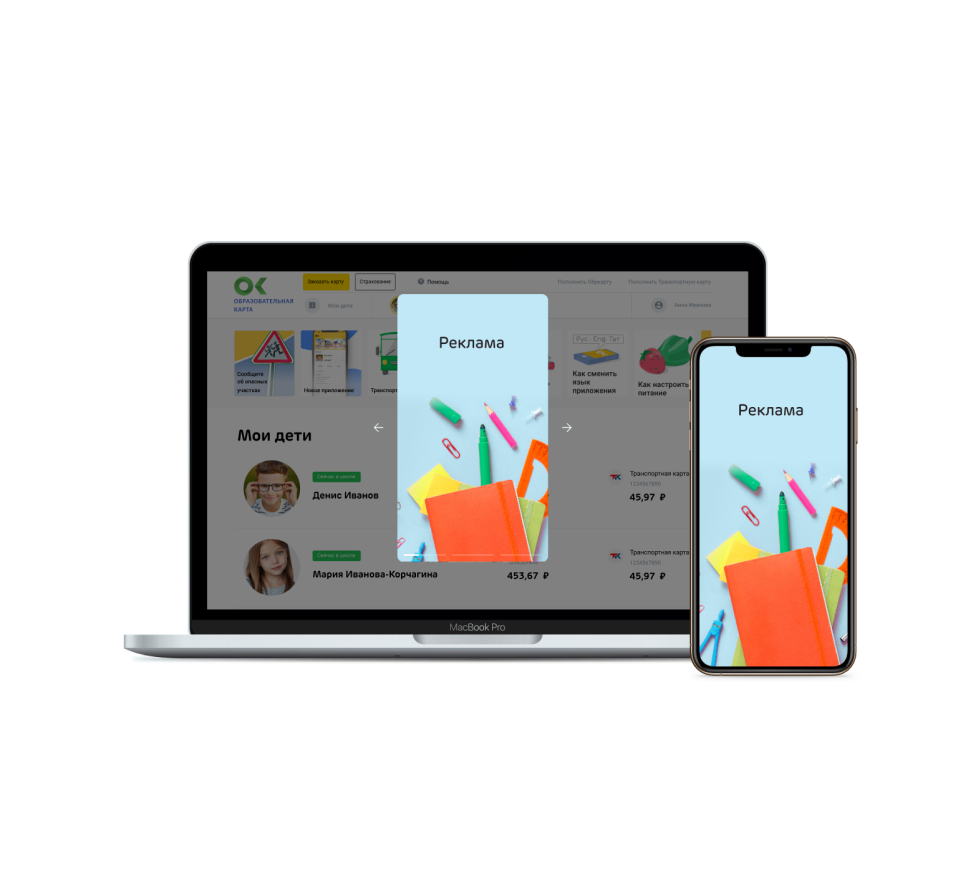 ОК
ОБРАЗОВАТЕЛЬНАЯ
КАРТА
Заказать карту
Страхование
Помощь
Пополнить ОБркарту
Пополнить Транспортную карту
Мои дети
Анна Иванова
Сообщите
об опасных
участках
Новое приложение
Транспорт
Рус Eng Тат
Как сменить
язык
приложения
Как настроить
питание
Реклама
Мои дети
Сейчас в школе
Денис Иванов
Транспортная карта
1234567890
45,97 ₽
Сейчас в школе
Мария Иванова-Корчагина
453,67 ₽
Транспортная карта
1234567890
45,97 ₽
MacBook Pro
Реклама